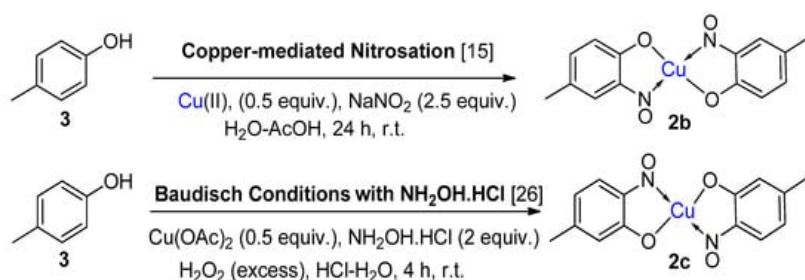 OH
3
Copper-mediated Nitrosation [15]
Cu(II), (0.5 equiv.), NaNO₂ (2.5 equiv.)
H₂O-AcOH, 24 h, r.t.
O
N
O
Cu
O
N
O
2b
OH
3
Baudisch Conditions with NH₂OH.HCl [26]
Cu(OAc)₂ (0.5 equiv.), NH₂OH.HCl (2 equiv.)
H₂O₂ (excess), HCl-H₂O, 4 h, r.t.
O
N
O
Cu
O
N
O
2c